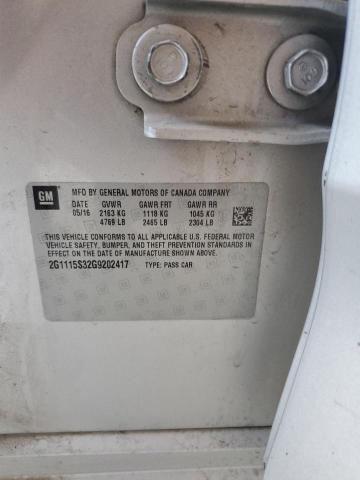 GM
MFD BY GENERAL MOTORS OF CANADA COMPANY
DATE GVWR GAWR FRT GAWR RR
05/16 2163 KG 1118 KG 1045 KG
4769 LB 2465 LB 2304 LB
THIS VEHICLE CONFORMS TO ALL APPLICABLE U.S. FEDERAL MOTOR
VEHICLE SAFETY, BUMPER, AND THEFT PREVENTION STANDARDS IN
EFFECT ON THE DATE OF MANUFACTURE SHOWN ABOVE.
2G1115S32G9202417 TYPE: PASS CAR